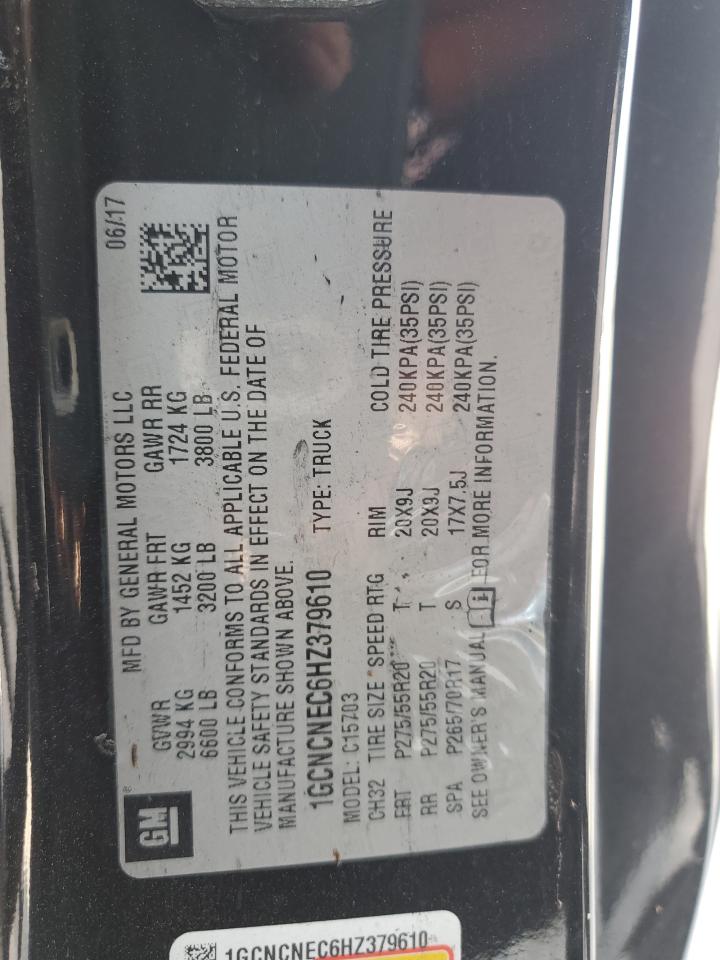 GM
MFD BY GENERAL MOTORS LLC 06/17
GVWR GAWR FRT GAWR RR
2994 KG 1452 KG 1724 KG
6600 LB 3200 LB 3800 LB
THIS VEHICLE CONFORMS TO ALL APPLICABLE U.S. FEDERAL MOTOR
VEHICLE SAFETY STANDARDS IN EFFECT ON THE DATE OF
MANUFACTURE SHOWN ABOVE.
1GCNCNEC6HZ379610 TYPE: TRUCK
MODEL: C15703
CH32 TIRE SIZE SPEED RTG RIM COLD TIRE PRESSURE
FRT P275/55R20 T 20X9J 240KPA(35PSI)
RR P275/55R20 T 20X9J 240KPA(35PSI)
SPA P265/70R17 S 17X7.5J 240KPA(35PSI)
SEE OWNER'S MANUAL i FOR MORE INFORMATION.
1GCNCNEC6HZ379610